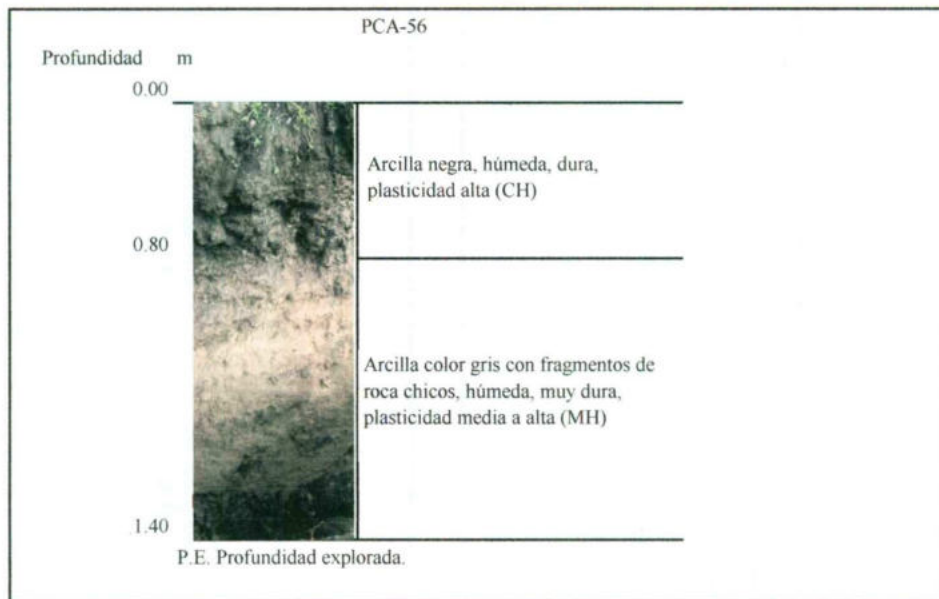 PCA-56
Profundidad m
0.00
Arcilla negra, húmeda, dura,
plasticidad alta (CH)
0.80
Arcilla color gris con fragmentos de
roca chicos, húmeda, muy dura,
plasticidad media a alta (MH)
1.40
P.E. Profundidad explorada.